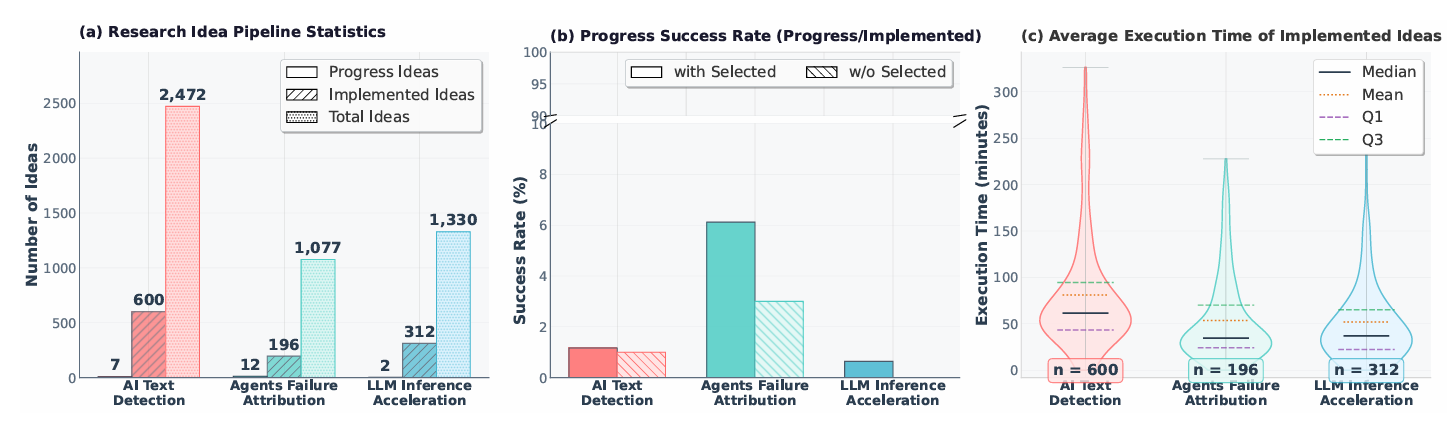 (a) Research Idea Pipeline Statistics
Number of Ideas
2500
2000
1500
1000
500
0
Progress Ideas
Implemented Ideas
Total Ideas
7
600
2,472
12
196
1,077
2
312
1,330
AI Text
Detection
Agents Failure
Attribution
LLM Inference
Acceleration
(b) Progress Success Rate (Progress/Implemented)
Success Rate (%)
100
95
90
10
8
6
4
2
0
with Selected
w/o Selected
AI Text
Detection
Agents Failure
Attribution
LLM Inference
Acceleration
(c) Average Execution Time of Implemented Ideas
Execution Time (minutes)
300
250
200
150
100
50
0
Median
Mean
Q1
Q3
n = 600
n = 196
n = 312
AI Text
Detection
Agents Failure
Attribution
LLM Inference
Acceleration